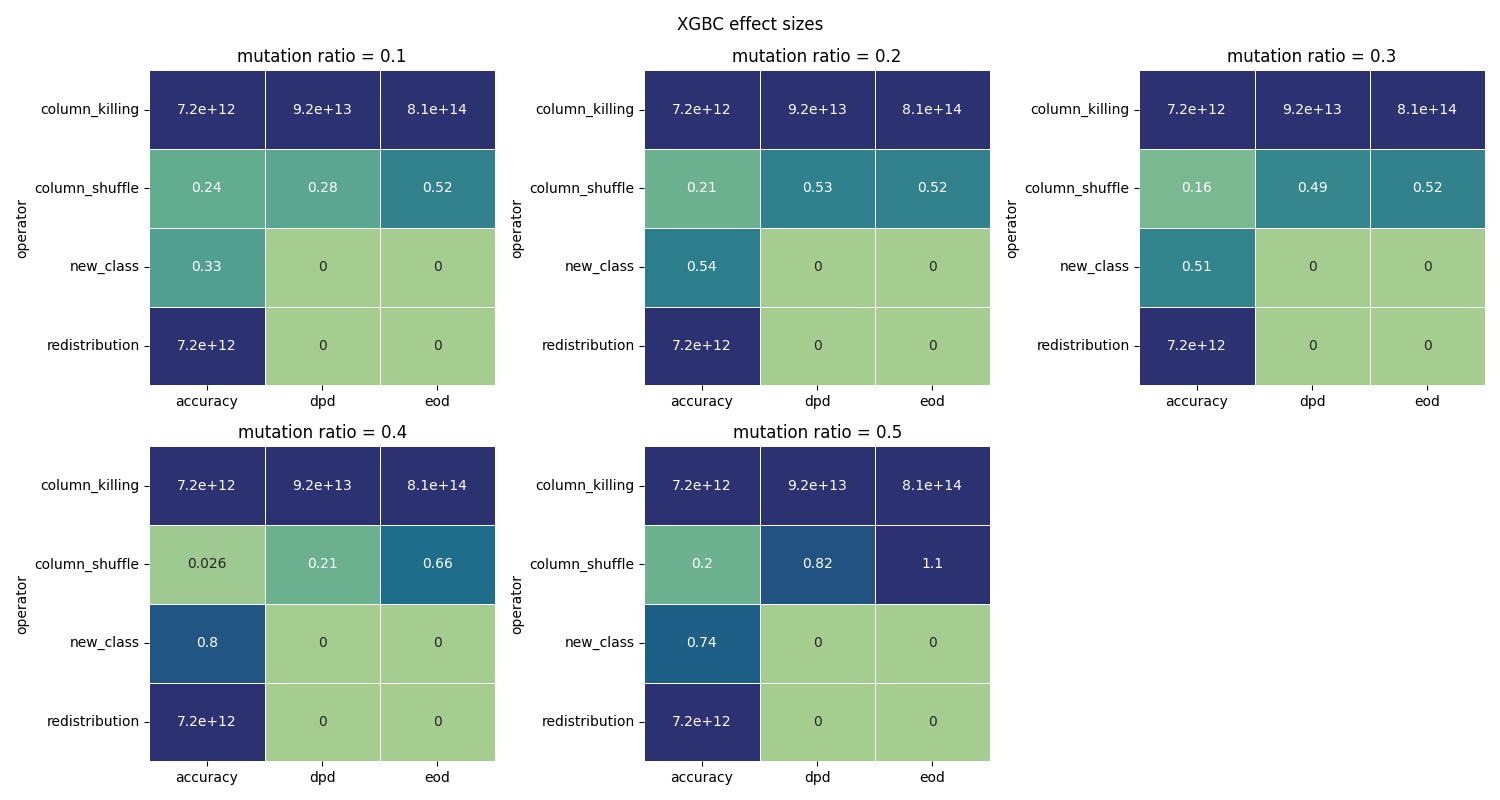 XGBC effect sizes
mutation ratio = 0.1
operator
column_killing 7.2e+12 9.2e+13 8.1e+14
column_shuffle 0.24 0.28 0.52
new_class 0.33 0 0
redistribution 7.2e+12 0 0
accuracy dpd eod
mutation ratio = 0.2
operator
column_killing 7.2e+12 9.2e+13 8.1e+14
column_shuffle 0.21 0.53 0.52
new_class 0.54 0 0
redistribution 7.2e+12 0 0
accuracy dpd eod
mutation ratio = 0.3
operator
column_killing 7.2e+12 9.2e+13 8.1e+14
column_shuffle 0.16 0.49 0.52
new_class 0.51 0 0
redistribution 7.2e+12 0 0
accuracy dpd eod
mutation ratio = 0.4
operator
column_killing 7.2e+12 9.2e+13 8.1e+14
column_shuffle 0.026 0.21 0.66
new_class 0.8 0 0
redistribution 7.2e+12 0 0
accuracy dpd eod
mutation ratio = 0.5
operator
column_killing 7.2e+12 9.2e+13 8.1e+14
column_shuffle 0.2 0.82 1.1
new_class 0.74 0 0
redistribution 7.2e+12 0 0
accuracy dpd eod